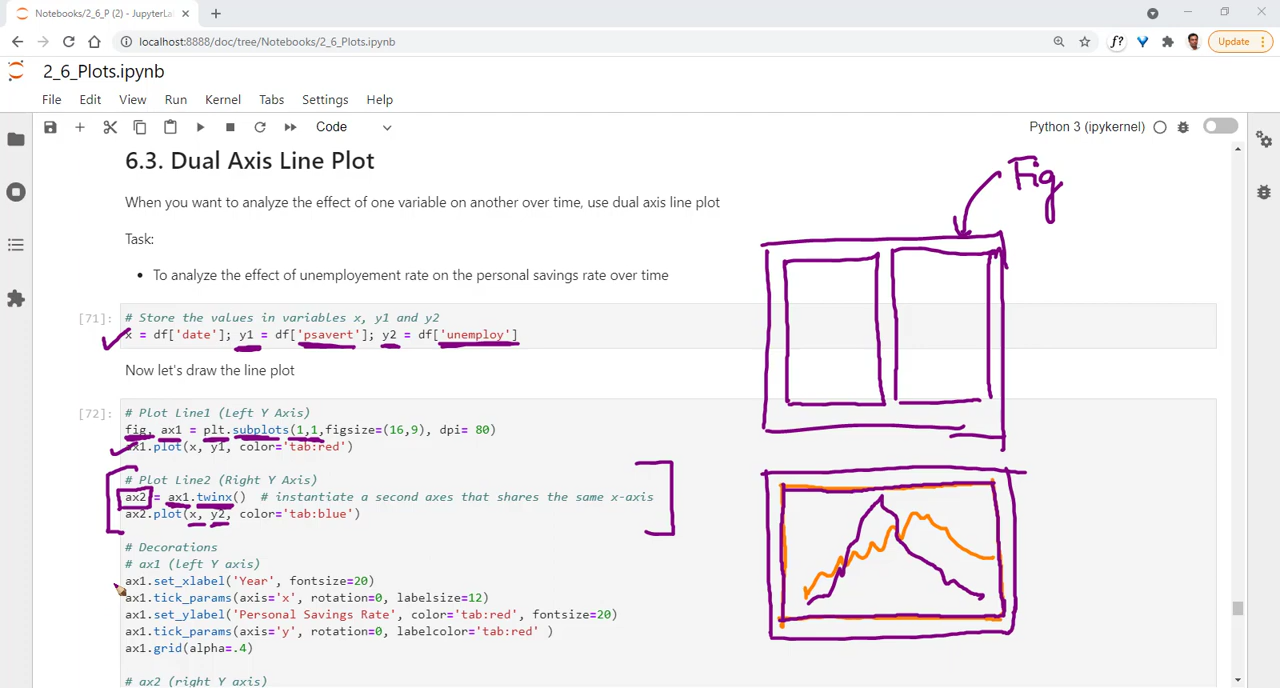 Notebooks/2_6_P (2) - JupyterLa
localhost:8888/doc/tree/Notebooks/2_6_Plots.ipynb
f?
Update
2_6_Plots.ipynb
File Edit View Run Kernel Tabs Settings Help
Code
Python 3 (ipykernel)
6.3. Dual Axis Line Plot
Fig
When you want to analyze the effect of one variable on another over time, use dual axis line plot
Task:
• To analyze the effect of unemployement rate on the personal savings rate over time
[71]:
# Store the values in variables x, y1 and y2
x = df['date']; y1 = df['psavert']; y2 = df['unemploy']
Now let's draw the line plot
[72]:
# Plot Line1 (Left Y Axis)
fig, ax1 = plt.subplots(1,1,figsize=(16,9), dpi= 80)
ax1.plot(x, y1, color='tab:red')
# Plot Line2 (Right Y Axis)
ax2 = ax1.twinx()  # instantiate a second axes that shares the same x-axis
ax2.plot(x, y2, color='tab:blue')
# Decorations
# ax1 (left Y axis)
ax1.set_xlabel('Year', fontsize=20)
ax1.tick_params(axis='x', rotation=0, labelsize=12)
ax1.set_ylabel('Personal Savings Rate', color='tab:red', fontsize=20)
ax1.tick_params(axis='y', rotation=0, labelcolor='tab:red' )
ax1.grid(alpha=.4)
# ax2 (right Y axis)